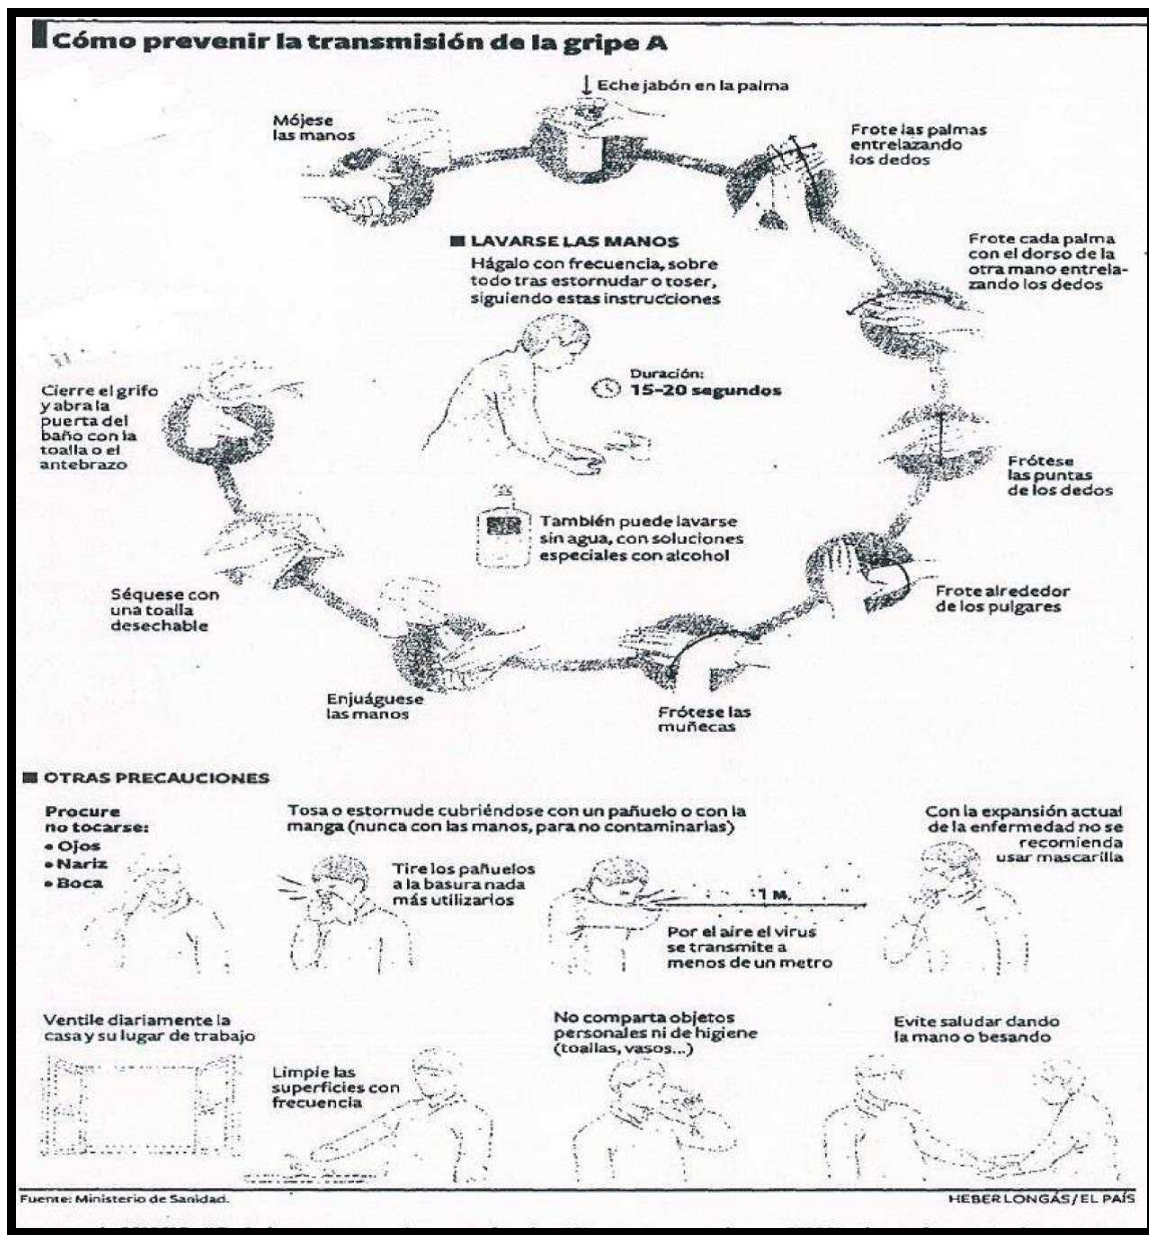 Cómo prevenir la transmisión de la gripe A
Mójese
las manos
Eche jabón en la palma
Frote las palmas
entrelazando
los dedos
Frote cada palma
con el dorso de la
otra mano entrela-
zando los dedos
Frótese
las puntas
de los dedos
Frote alrededor
de los pulgares
Frótese las
muñecas
Enjuáguese
las manos
Séquese con
una toalla
desechable
Cierre el grifo
y abra la
puerta del
baño con la
toalla o el
antebrazo
LAVARSE LAS MANOS
Hágalo con frecuencia, sobre
todo tras estornudar o toser,
siguiendo estas instrucciones
Duración:
15-20 segundos
También puede lavarse
sin agua, con soluciones
especiales con alcohol
OTRAS PRECAUCIONES
Procure
no tocarse:
• Ojos
• Nariz
• Boca
Tosa o estornude cubriéndose con un pañuelo o con la
manga (nunca con las manos, para no contaminarlas)
Tire los pañuelos
a la basura nada
más utilizarlos
1 M.
Por el aire el virus
se transmite a
menos de un metro
Con la expansión actual
de la enfermedad no se
recomienda
usar mascarilla
Ventile diariamente la
casa y su lugar de trabajo
Limpie las
superficies con
frecuencia
No comparta objetos
personales ni de higiene
(toallas, vasos...)
Evite saludar dando
la mano o besando
Fuente: Ministerio de Sanidad.
HEBER LONGÁS / EL PAÍS